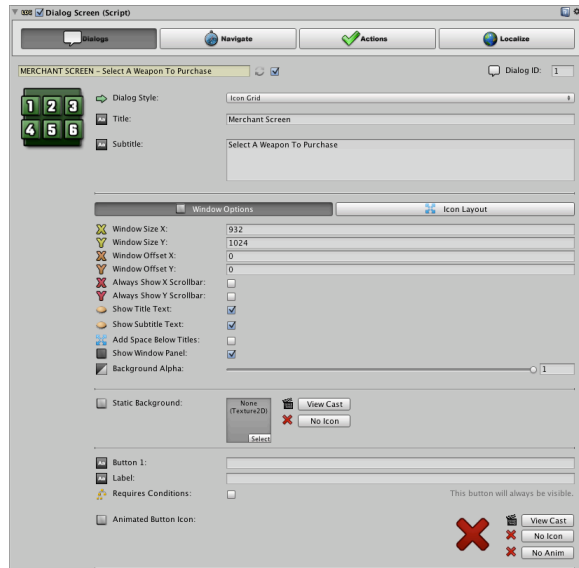 Dialog Screen (Script)
Dialogs Navigate Actions Localize
MERCHANT SCREEN - Select A Weapon To Purchase Dialog ID: 1
1 2 3
4 5 6
Dialog Style: Icon Grid
Aa Title: Merchant Screen
Aa Subtitle: Select A Weapon To Purchase
Window Options Icon Layout
X Window Size X: 932
Y Window Size Y: 1024
X Window Offset X: 0
Y Window Offset Y: 0
X Always Show X Scrollbar:
Y Always Show Y Scrollbar:
Show Title Text:
Show Subtitle Text:
Add Space Below Titles:
Show Window Panel:
Background Alpha: 1
Static Background: None (Texture2D) Select View Cast
No Icon
Aa Button 1:
Aa Label:
Requires Conditions: This button will always be visible.
Animated Button Icon: View Cast
No Icon
No Anim